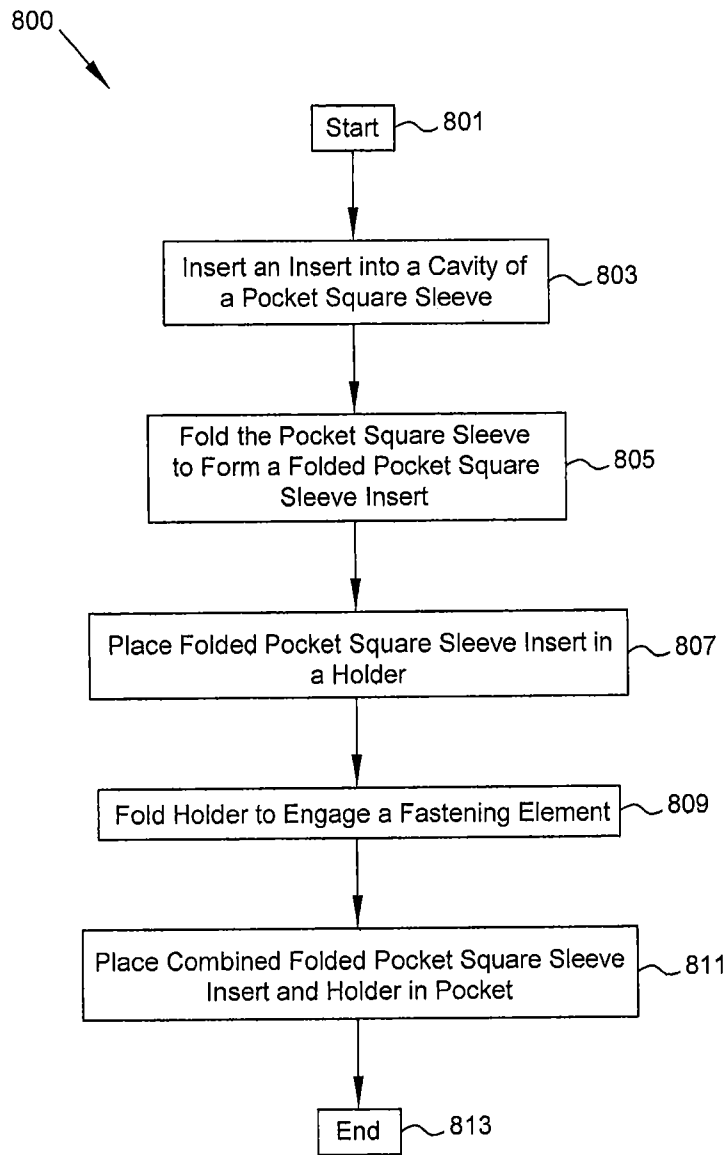 800
Start
801
Insert an Insert into a Cavity of
a Pocket Square Sleeve
803
Fold the Pocket Square Sleeve
to Form a Folded Pocket Square
Sleeve Insert
805
Place Folded Pocket Square Sleeve Insert in
a Holder
807
Fold Holder to Engage a Fastening Element
809
Place Combined Folded Pocket Square Sleeve
Insert and Holder in Pocket
811
End
813